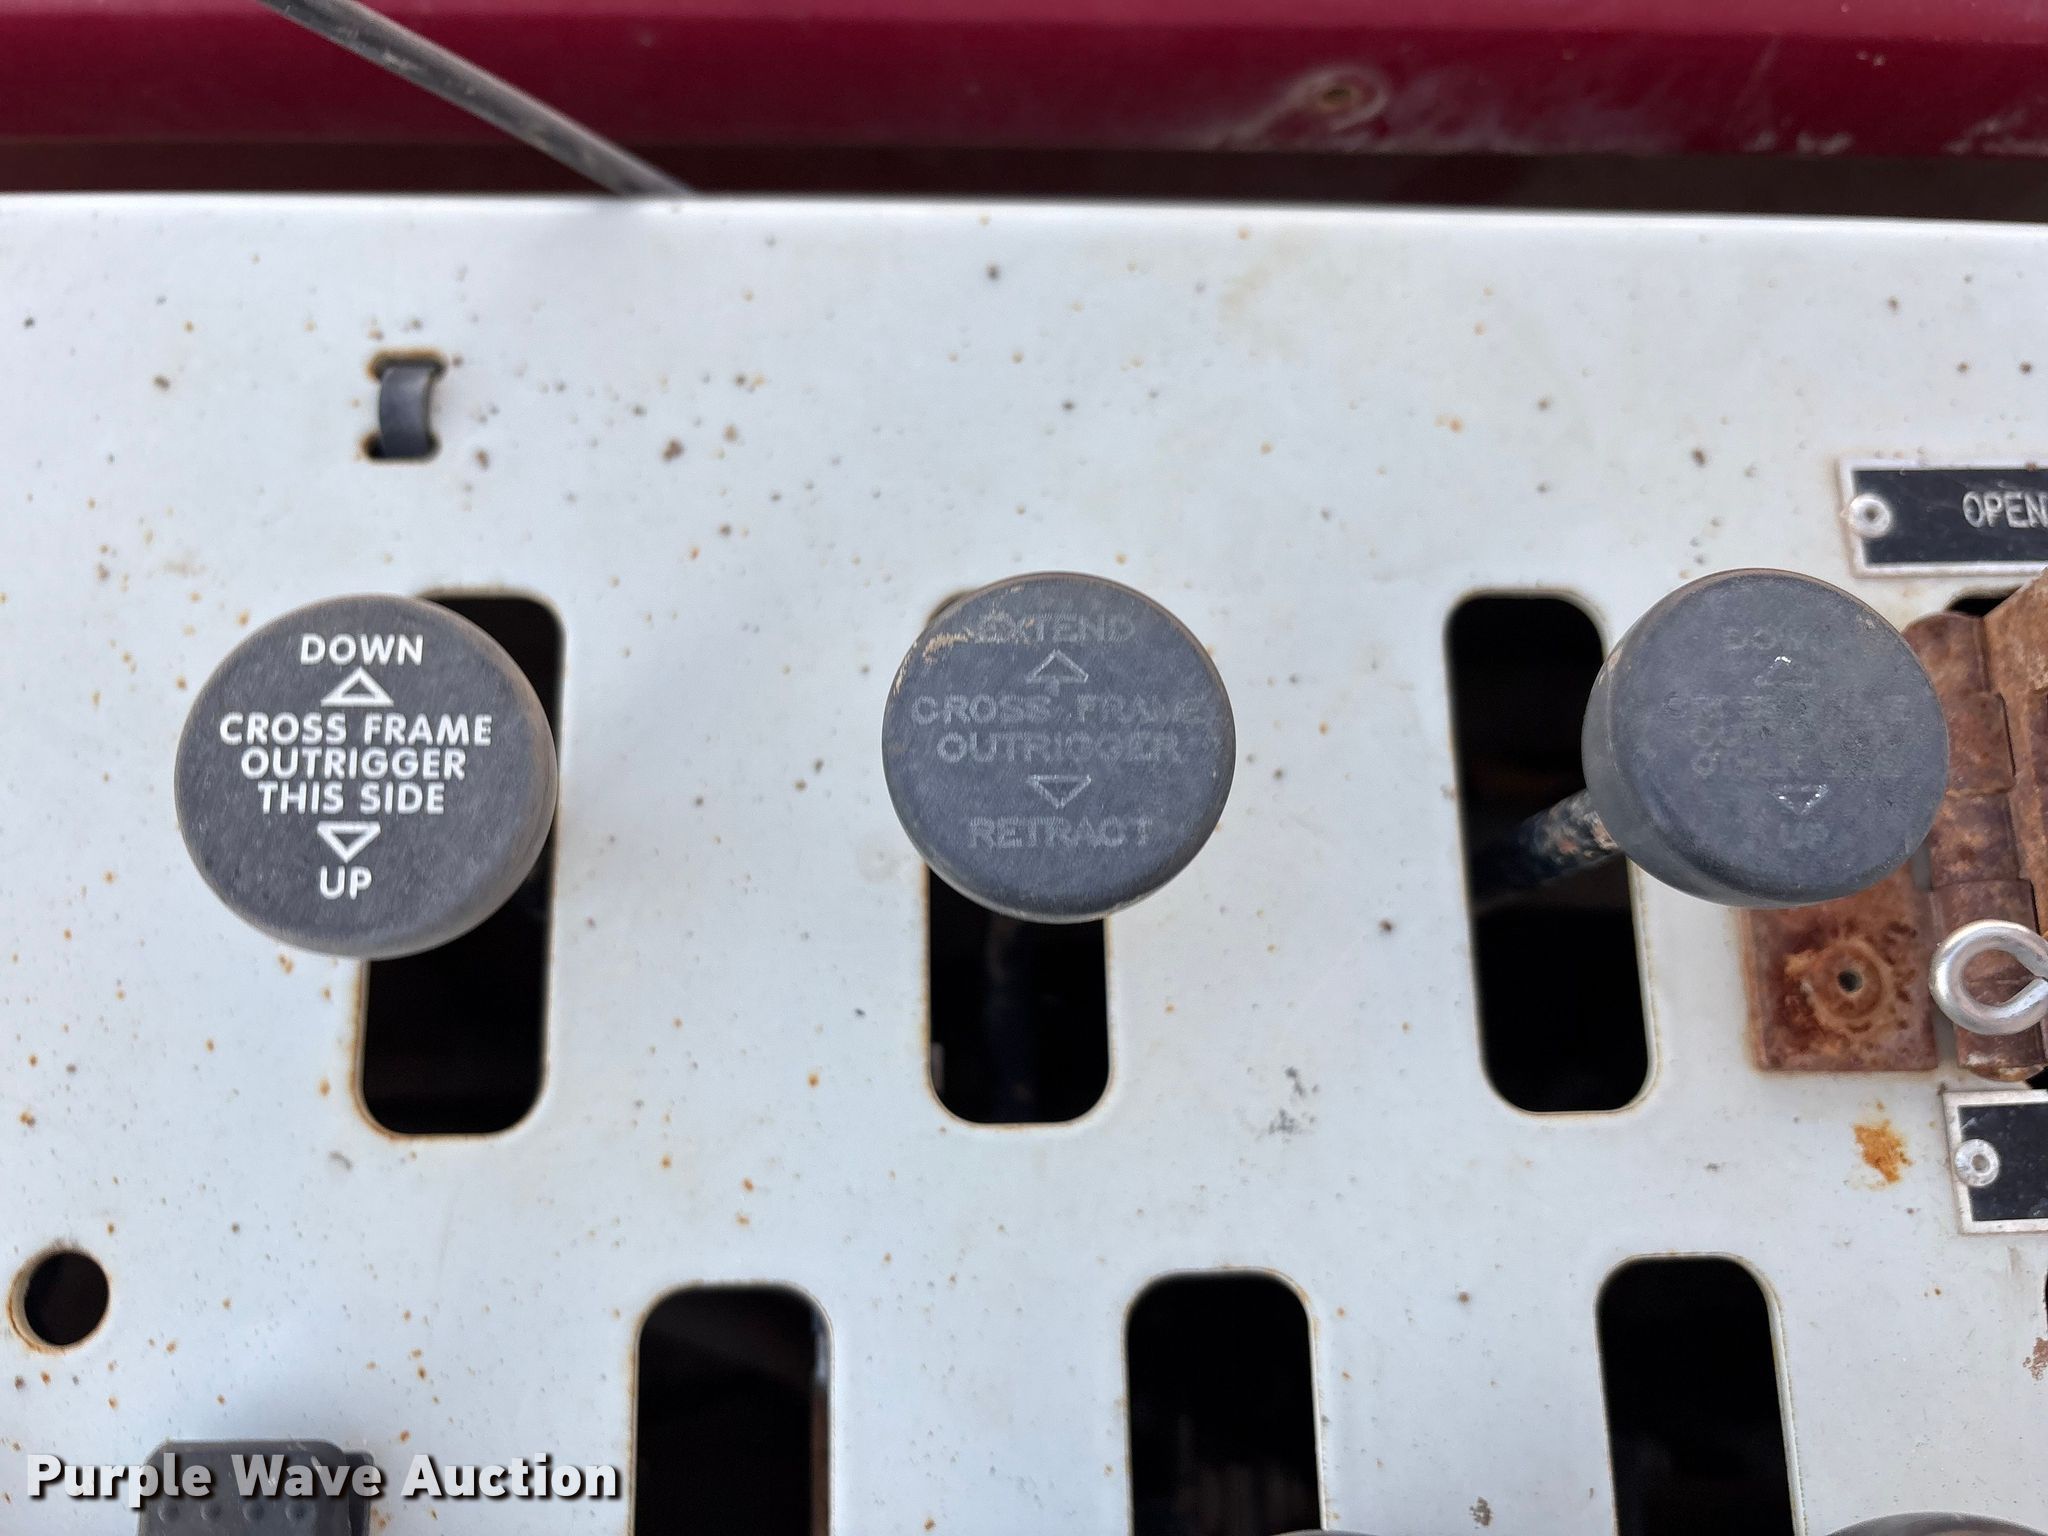 OPEN
DOWN
CROSS FRAME
OUTRIGGER
THIS SIDE
UP
EXTEND
CROSS FRAME
OUTRIGGER
RETRACT
UP
Purple Wave Auction